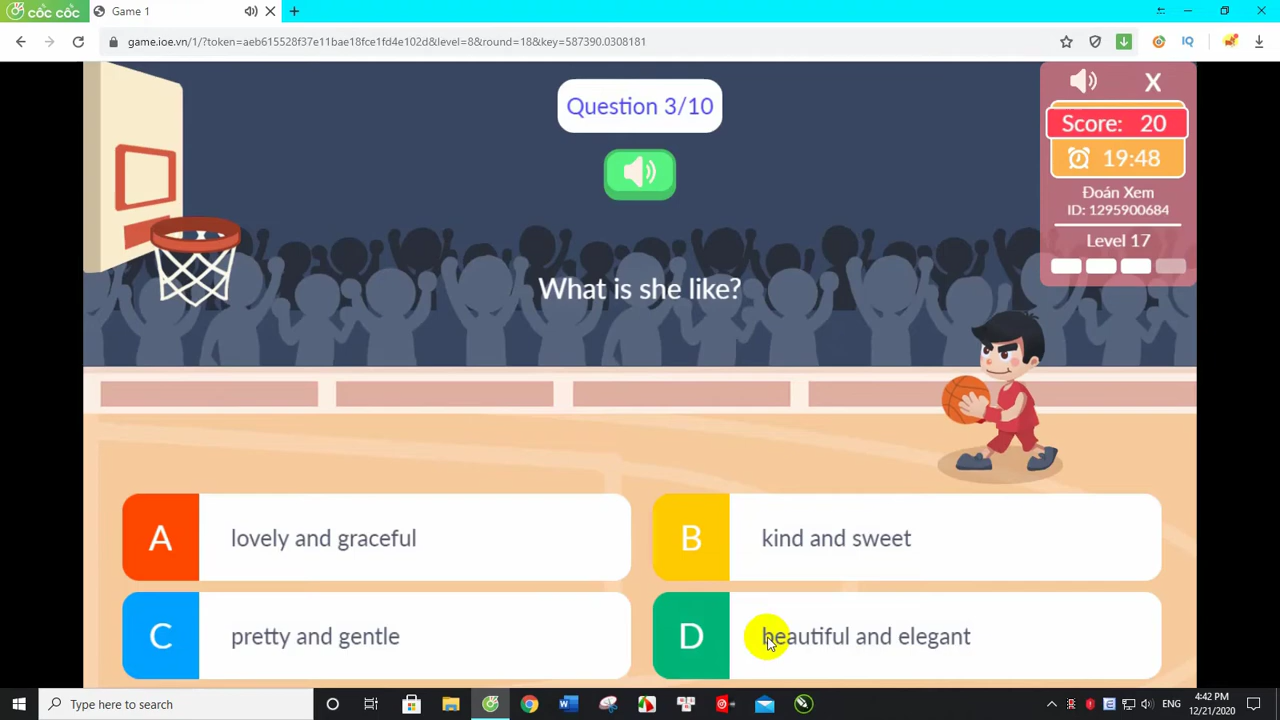 cốc cốc
Game 1
game.ioe.vn/1/?token=aeb615528f37e11bae18fce1fd4e102d&level=8&round=18&key=587390.0308181
IQ
Question 3/10
X
Score: 20
19:48
Đoán Xem
ID: 1295900684
Level 17
What is she like?
A lovely and graceful
B kind and sweet
C pretty and gentle
D beautiful and elegant
Type here to search
ENG
4:42 PM
12/21/2020